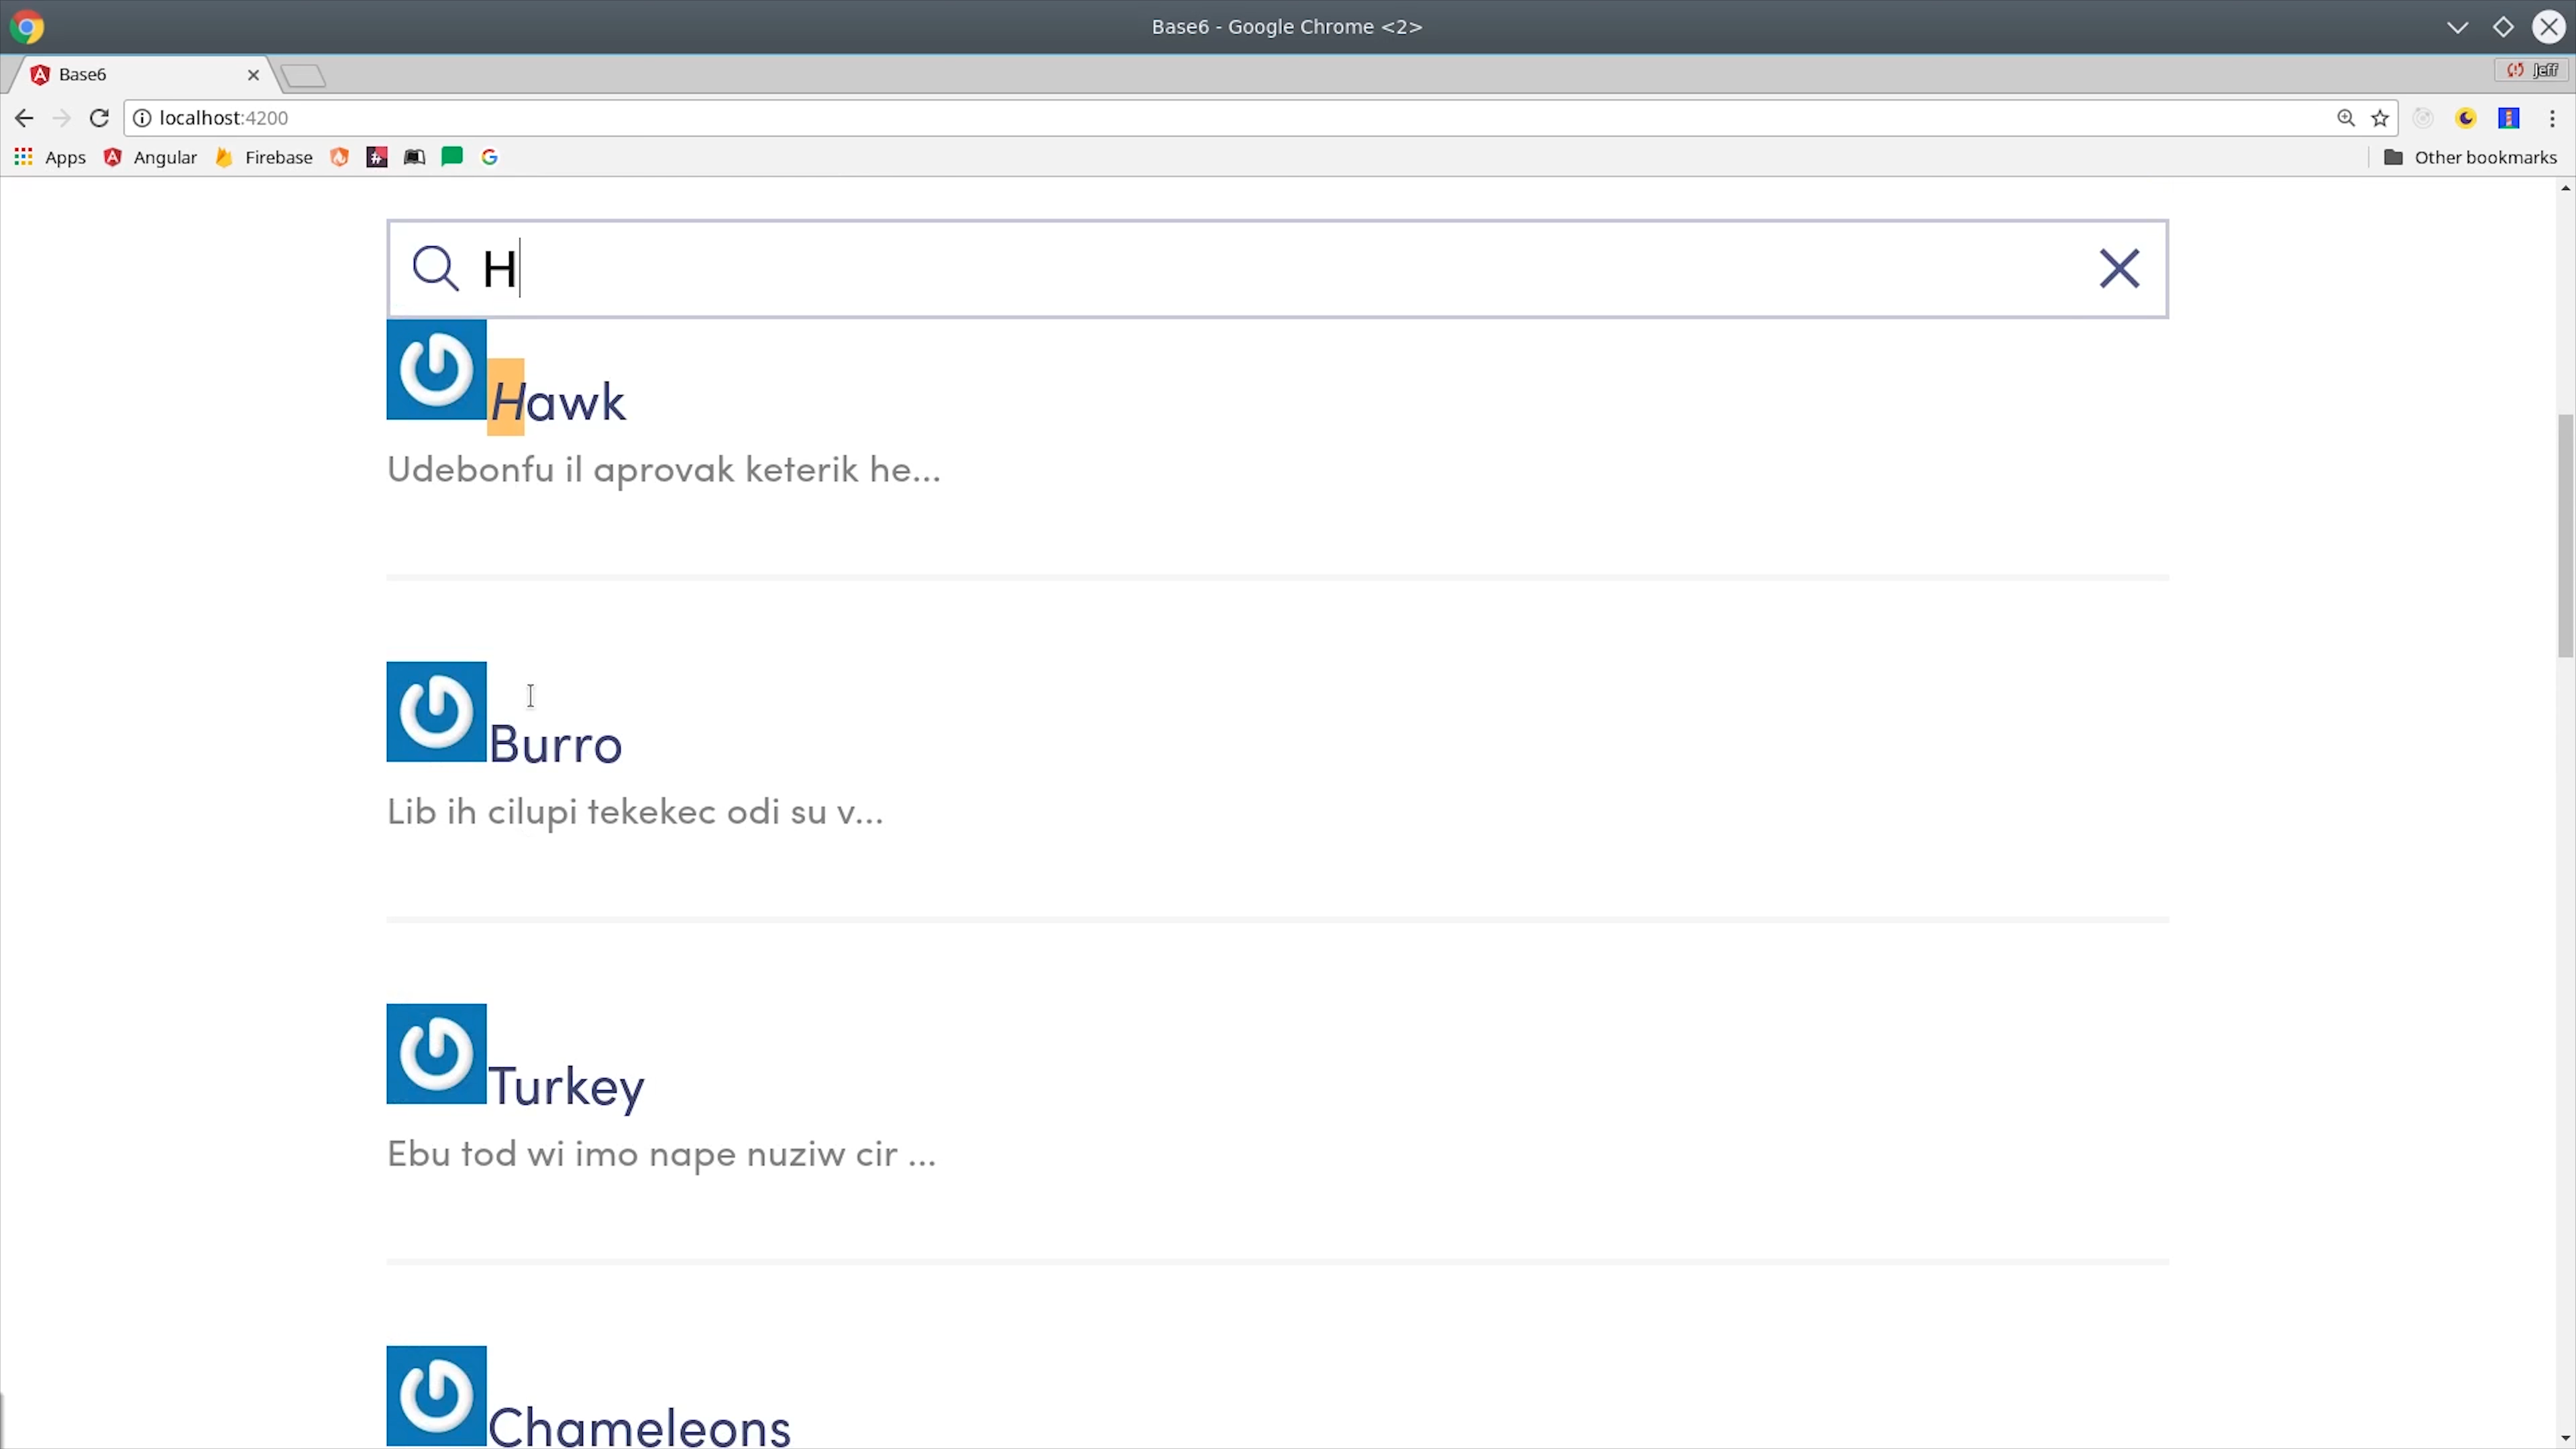 Base6 - Google Chrome <2>
Base6
Jeff
localhost:4200
Apps Angular Firebase Other bookmarks
H
Hawk
Udebonfu il aprovak keterik he...
Burro
Lib ih cilupi tekekec odi su v...
Turkey
Ebu tod wi imo nape nuziw cir ...
Chameleons